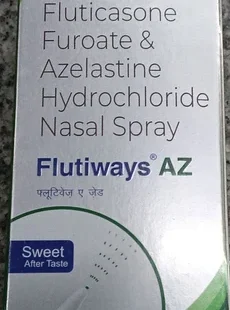 Fluticasone
Furoate &
Azelastine
Hydrochloride
Nasal Spray
Flutiways® AZ
फ्लूटिवेज़ ए जेड
Sweet
After Taste